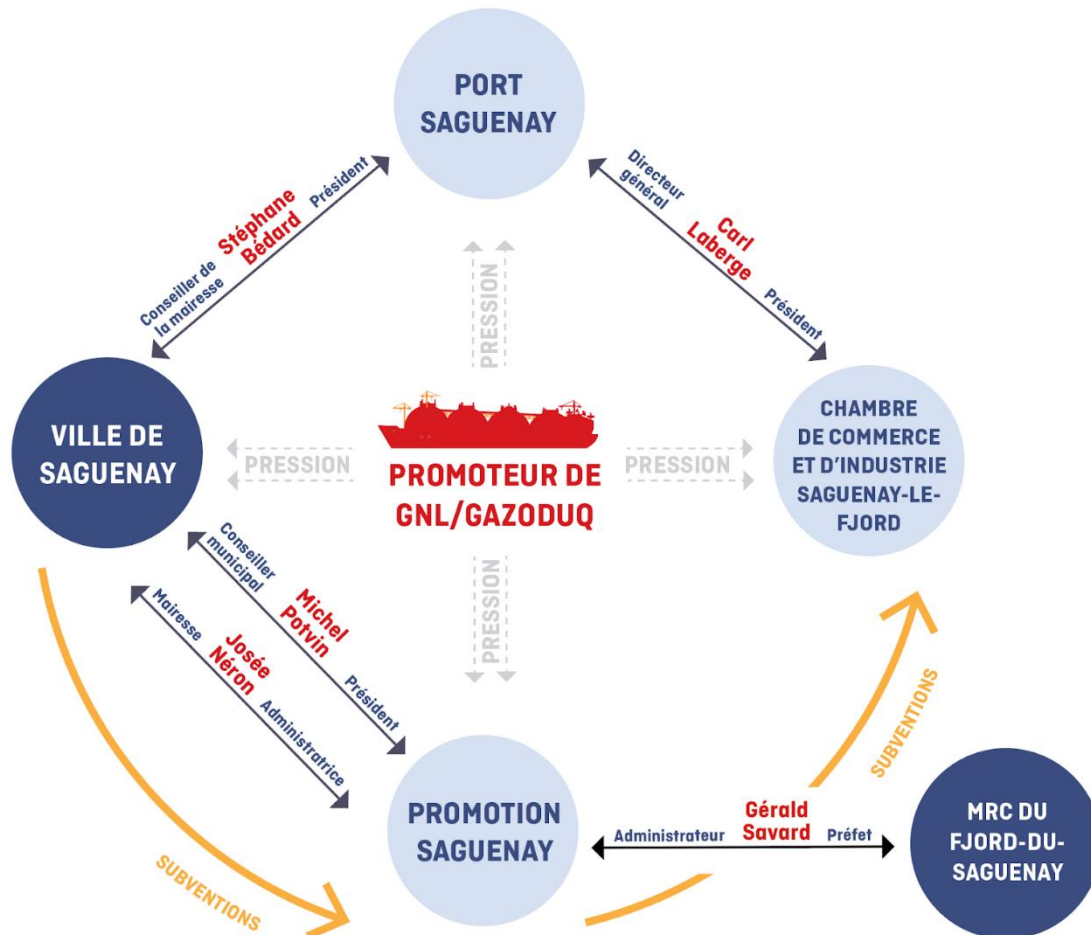 PORT
SAGUENAY
Conseiller de
la mairesse
Stéphane
Bédard
Président
Directeur
général
Carl
Laberge
Président
PRESSION
VILLE DE
SAGUENAY
PRESSION
PROMOTEUR DE
GNL/GAZODUQ
PRESSION
CHAMBRE
DE COMMERCE
ET D'INDUSTRIE
SAGUENAY-LE-
FJORD
PRESSION
Conseiller
municipal
Michel
Potvin
Président
Mairesse
Josée
Néron
Administratrice
SUBVENTIONS
PROMOTION
SAGUENAY
SUBVENTIONS
Administrateur
Gérald
Savard
Préfet
MRC DU
FJORD-DU-
SAGUENAY